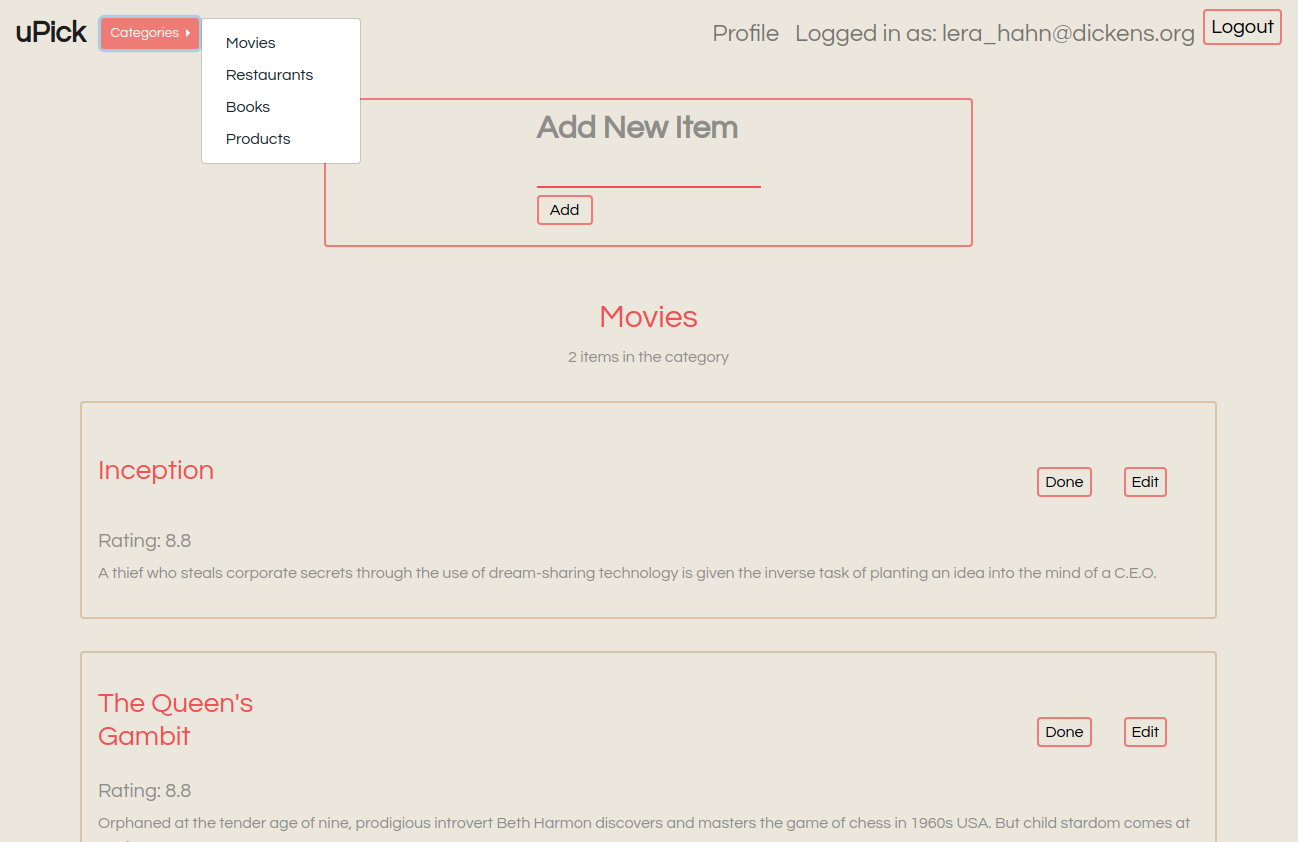 uPick
Categories
Movies
Restaurants
Books
Products
Profile
Logged in as: lera_hahn@dickens.org
Logout
Add New Item
Add
Movies
2 items in the category
Inception
Done
Edit
Rating: 8.8
A thief who steals corporate secrets through the use of dream-sharing technology is given the inverse task of planting an idea into the mind of a C.E.O.
The Queen's
Gambit
Done
Edit
Rating: 8.8
Orphaned at the tender age of nine, prodigious introvert Beth Harmon discovers and masters the game of chess in 1960s USA. But child stardom comes at